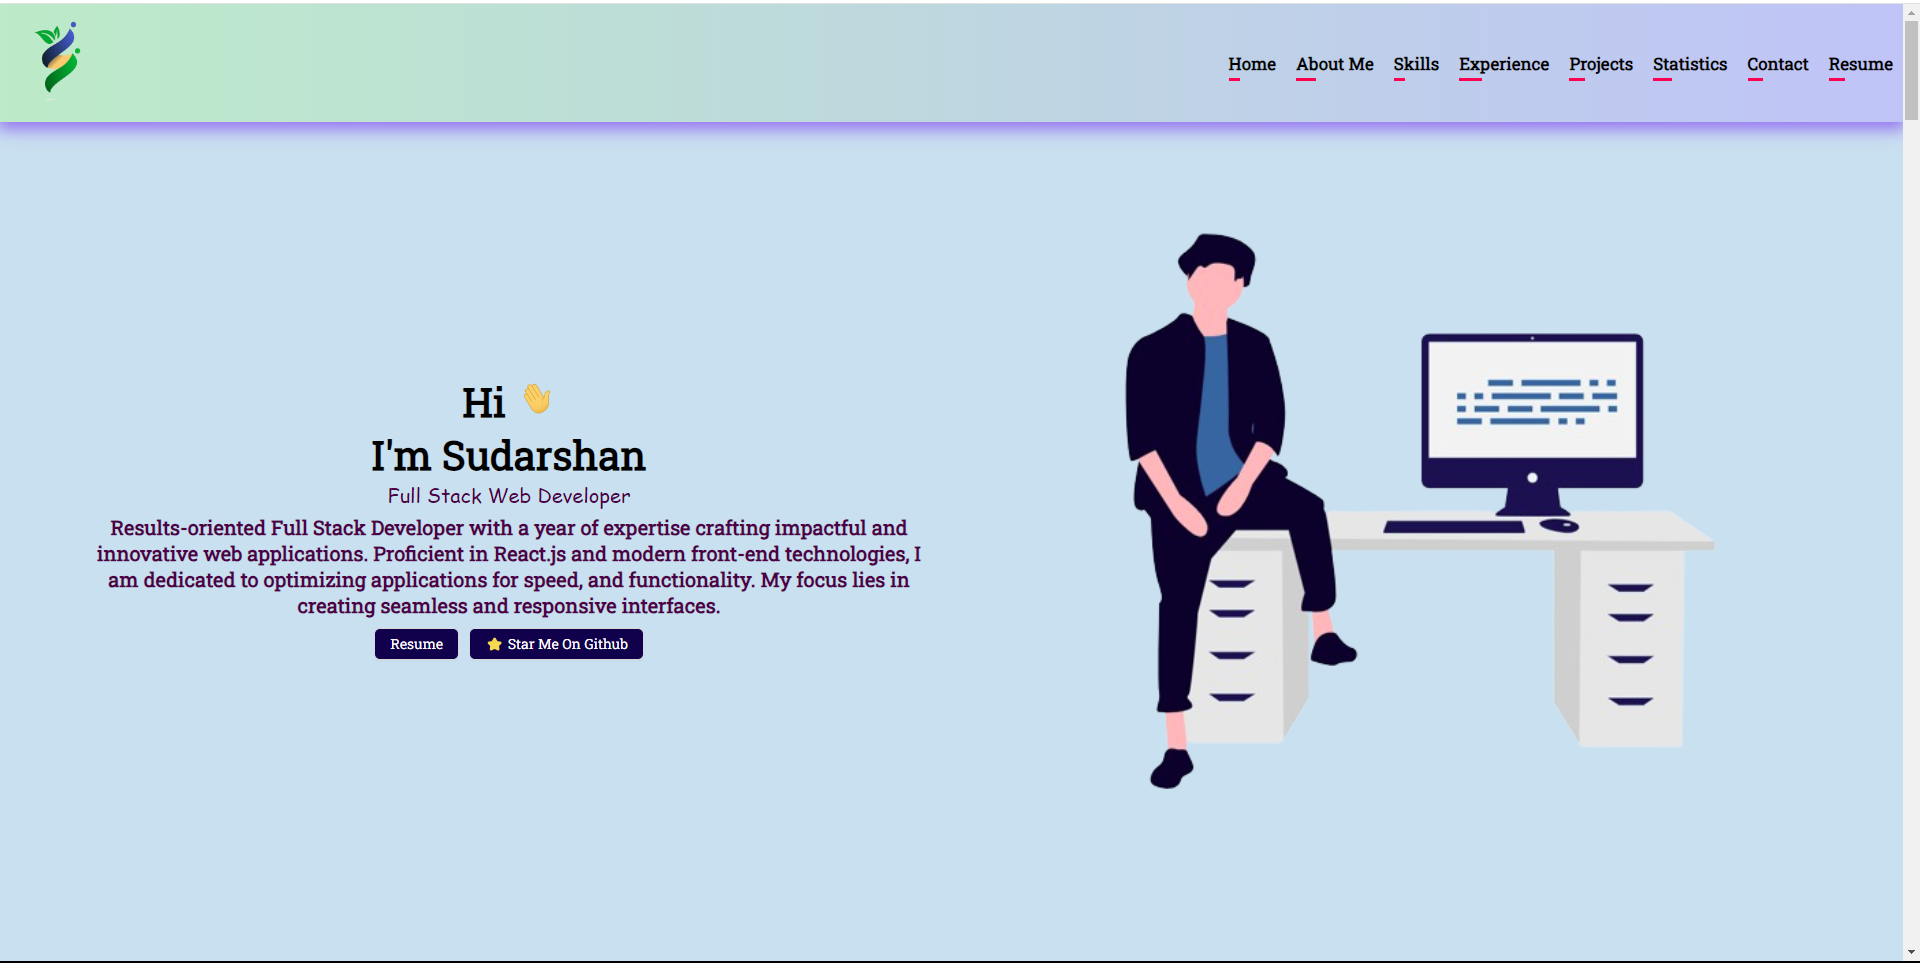 Home About Me Skills Experience Projects Statistics Contact Resume
Hi 👋
I'm Sudarshan
Full Stack Web Developer
Results-oriented Full Stack Developer with a year of expertise crafting impactful and
innovative web applications. Proficient in React.js and modern front-end technologies, I
am dedicated to optimizing applications for speed, and functionality. My focus lies in
creating seamless and responsive interfaces.
Resume ⭐ Star Me On Github